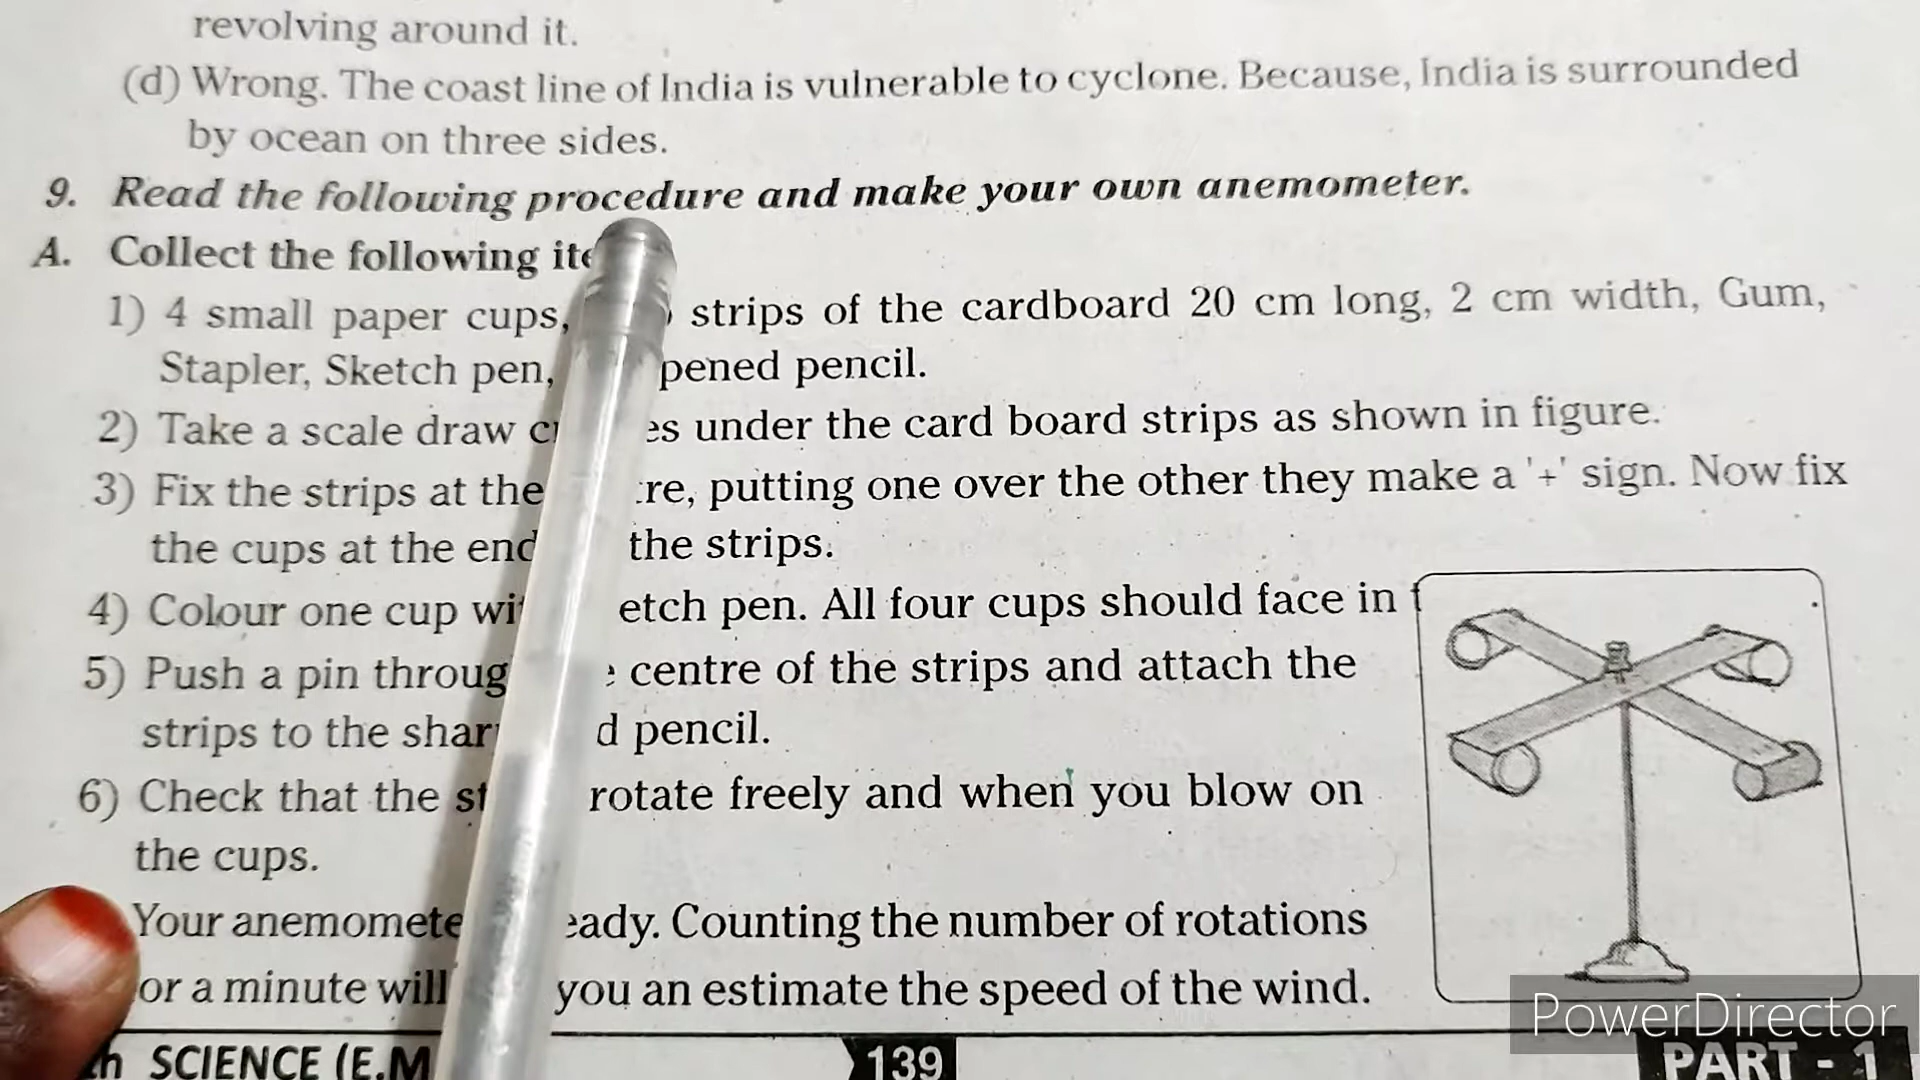 revolving around it.
(d) Wrong. The coast line of India is vulnerable to cyclone. Because, India is surrounded
by ocean on three sides.
9. Read the following procedure and make your own anemometer.
A. Collect the following
1) 4 small paper cups, strips of the cardboard 20 cm long, 2 cm width, Gum,
Stapler, Sketch pen, pened pencil.
2) Take a scale draw under the card board strips as shown in figure.
3) Fix the strips at the re, putting one over the other they make a '+' sign. Now fix
the cups at the end the strips.
4) Colour one cup etch pen. All four cups should face in
5) Push a pin throug centre of the strips and attach the
strips to the shar d pencil.
6) Check that the st rotate freely and when you blow on
the cups.
Your anemomete eady. Counting the number of rotations
or a minute will you an estimate the speed of the wind.
h SCIENCE (E.M
139
PART - 1
PowerDirector